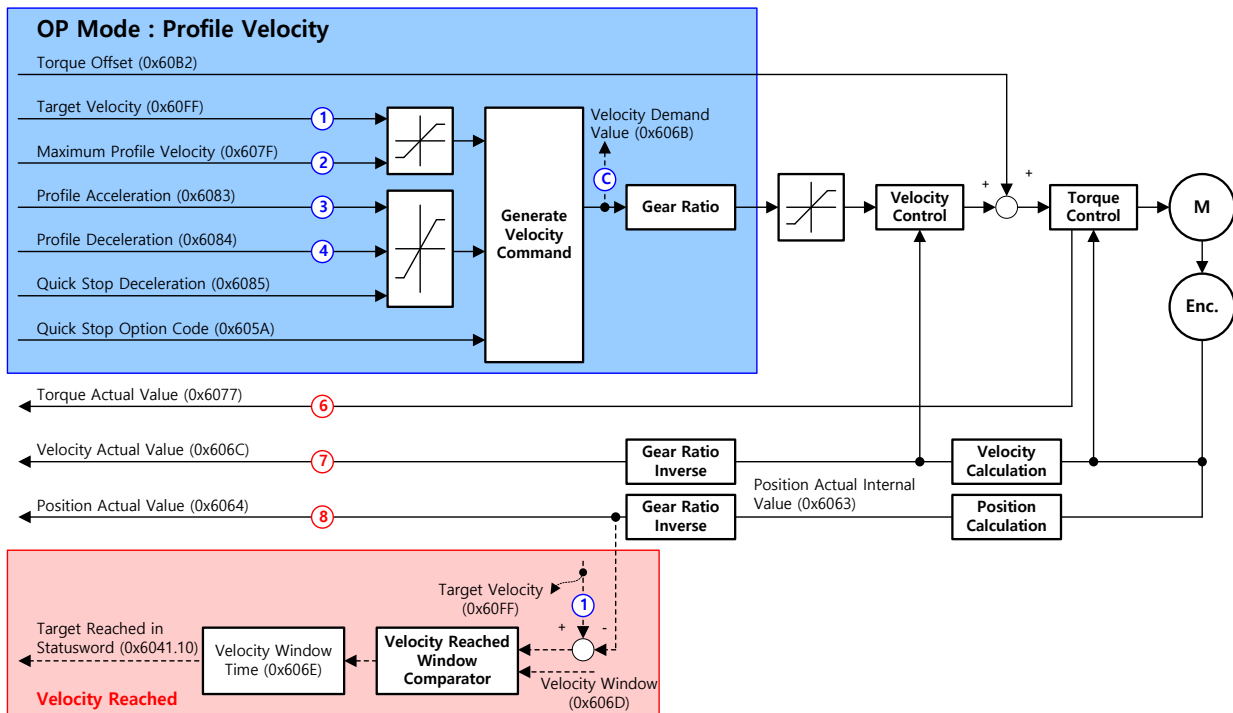 OP Mode : Profile Velocity
Torque Offset (0x60B2)
Target Velocity (0x60FF)
1
Maximum Profile Velocity (0x607F)
2
Profile Acceleration (0x6083)
3
Profile Deceleration (0x6084)
4
Quick Stop Deceleration (0x6085)
Quick Stop Option Code (0x605A)
Generate
Velocity
Command
Velocity Demand
Value (0x606B)
C
Gear Ratio
Velocity
Control
+
+
Torque
Control
M
Enc.
Torque Actual Value (0x6077)
6
Velocity Actual Value (0x606C)
7
Gear Ratio
Inverse
Velocity
Calculation
Position Actual Value (0x6064)
8
Gear Ratio
Inverse
Position Actual Internal
Value (0x6063)
Position
Calculation
Target Velocity
(0x60FF)
1
+
-
Target Reached in
Statusword (0x6041.10)
Velocity Window
Time (0x606E)
Velocity Reached
Window
Comparator
Velocity Window
(0x606D)
Velocity Reached